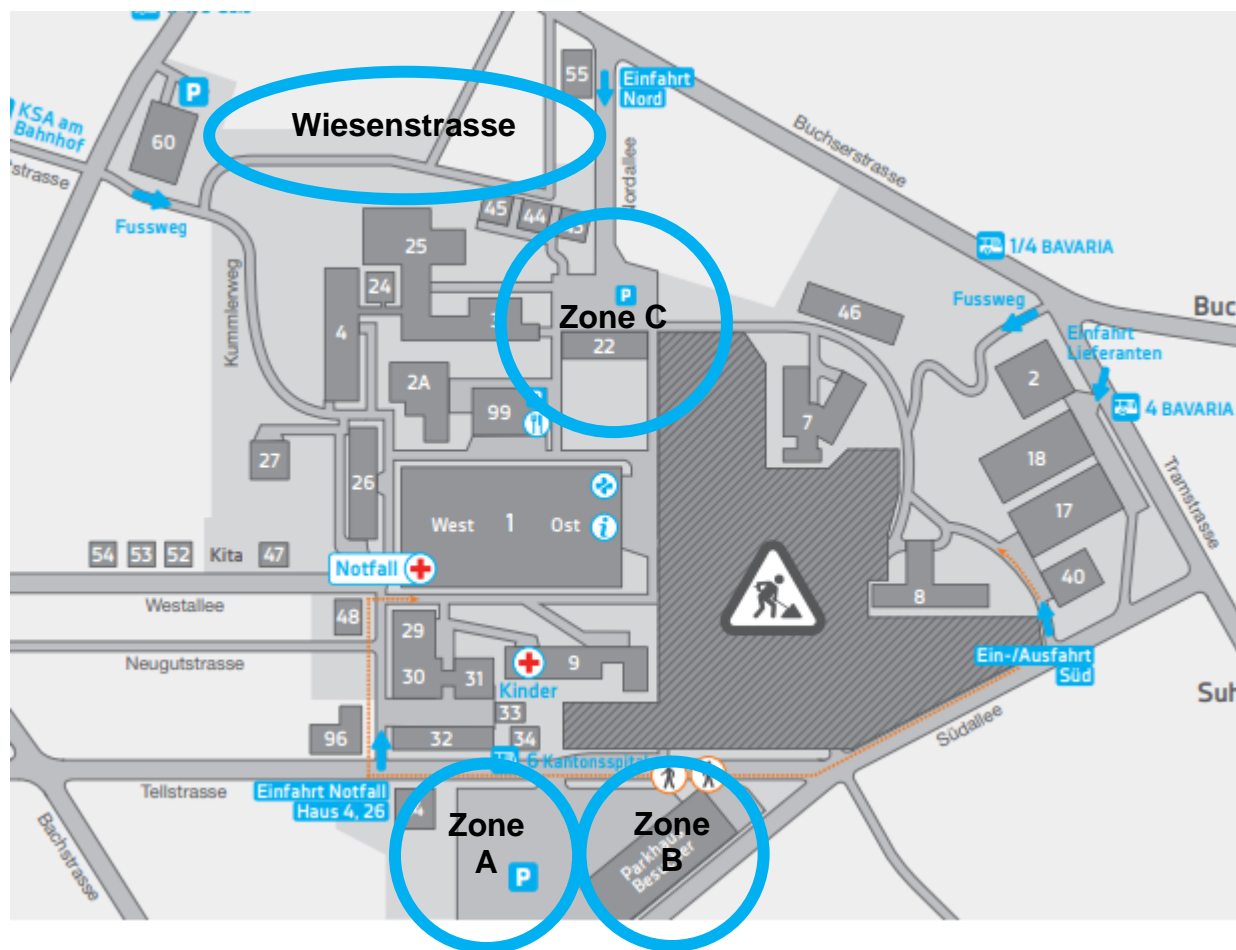 55
Einfahrt
Nord
P
KSA am
Bahnhof
60
Wiesenstrasse
Buchserstrasse
Nordallee
Fussweg
45
44
25
1/4 BAVARIA
24
Kummlerweg
4
P
Zone C
22
46
Fussweg
Einfahrt
Lieferanten
2
4 BAVARIA
2A
99
7
27
26
18
Tramstrasse
West 1 Ost
i
17
54
53
52
Kita
47
Notfall
40
Westallee
48
29
8
Neugutstrasse
30
31
9
Kinder
Ein-/Ausfahrt
Süd
33
96
32
34
Südallee
6 Kantonsspital
Tellstrasse
Einfahrt Notfall
Haus 4, 26
Bachstrasse
Zone
A
P
Zone
B